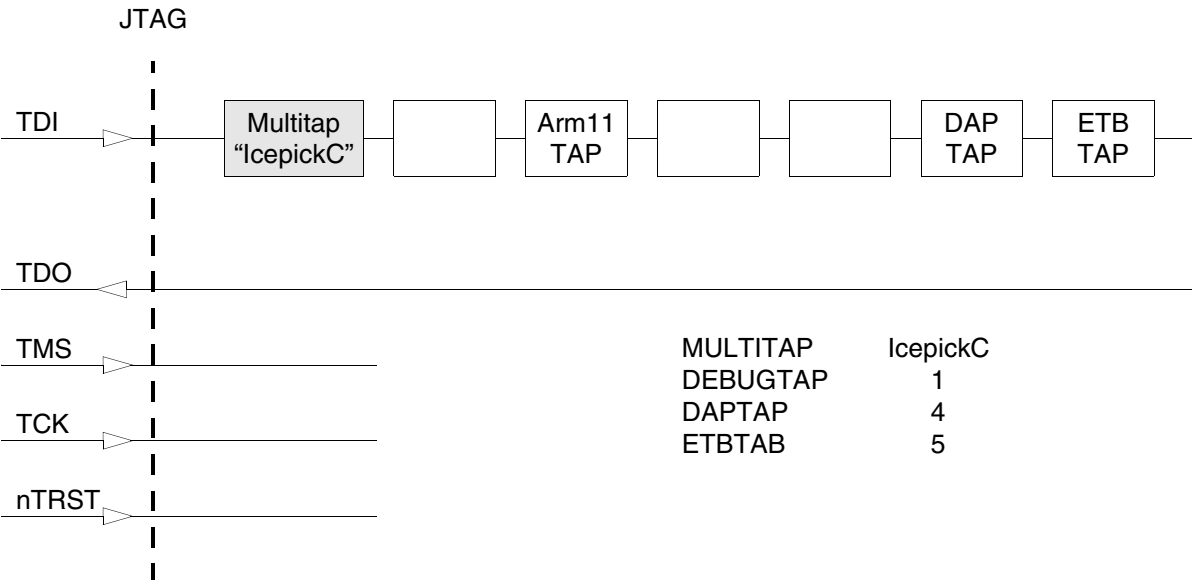 JTAG
TDI
Multitap
“IcepickC”
Arm11
TAP
DAP
TAP
ETB
TAP
TDO
TMS
TCK
nTRST
MULTITAP IcepickC
DEBUGTAP 1
DAPTAP 4
ETBTAB 5